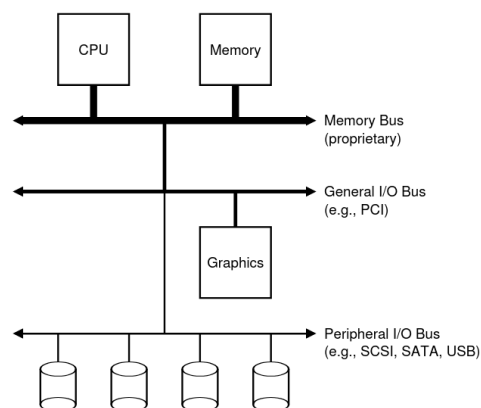 CPU
Memory
Memory Bus
(proprietary)
General I/O Bus
(e.g., PCI)
Graphics
Peripheral I/O Bus
(e.g., SCSI, SATA, USB)